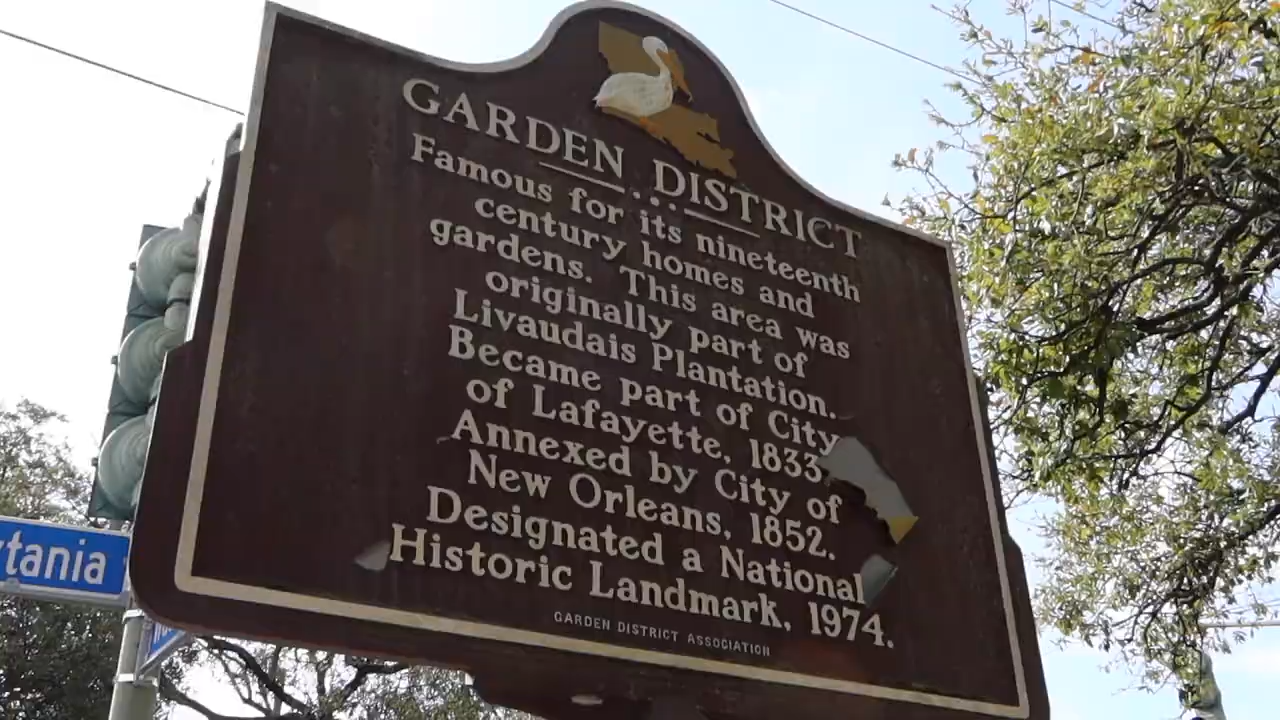 GARDEN DISTRICT
Famous for its nineteenth
century homes and
gardens. This area was
originally part of
Livaudais Plantation.
Became part of City
of Lafayette, 1833.
Annexed by City of
New Orleans, 1852.
Designated a National
Historic Landmark, 1974.
GARDEN DISTRICT ASSOCIATION
ytania